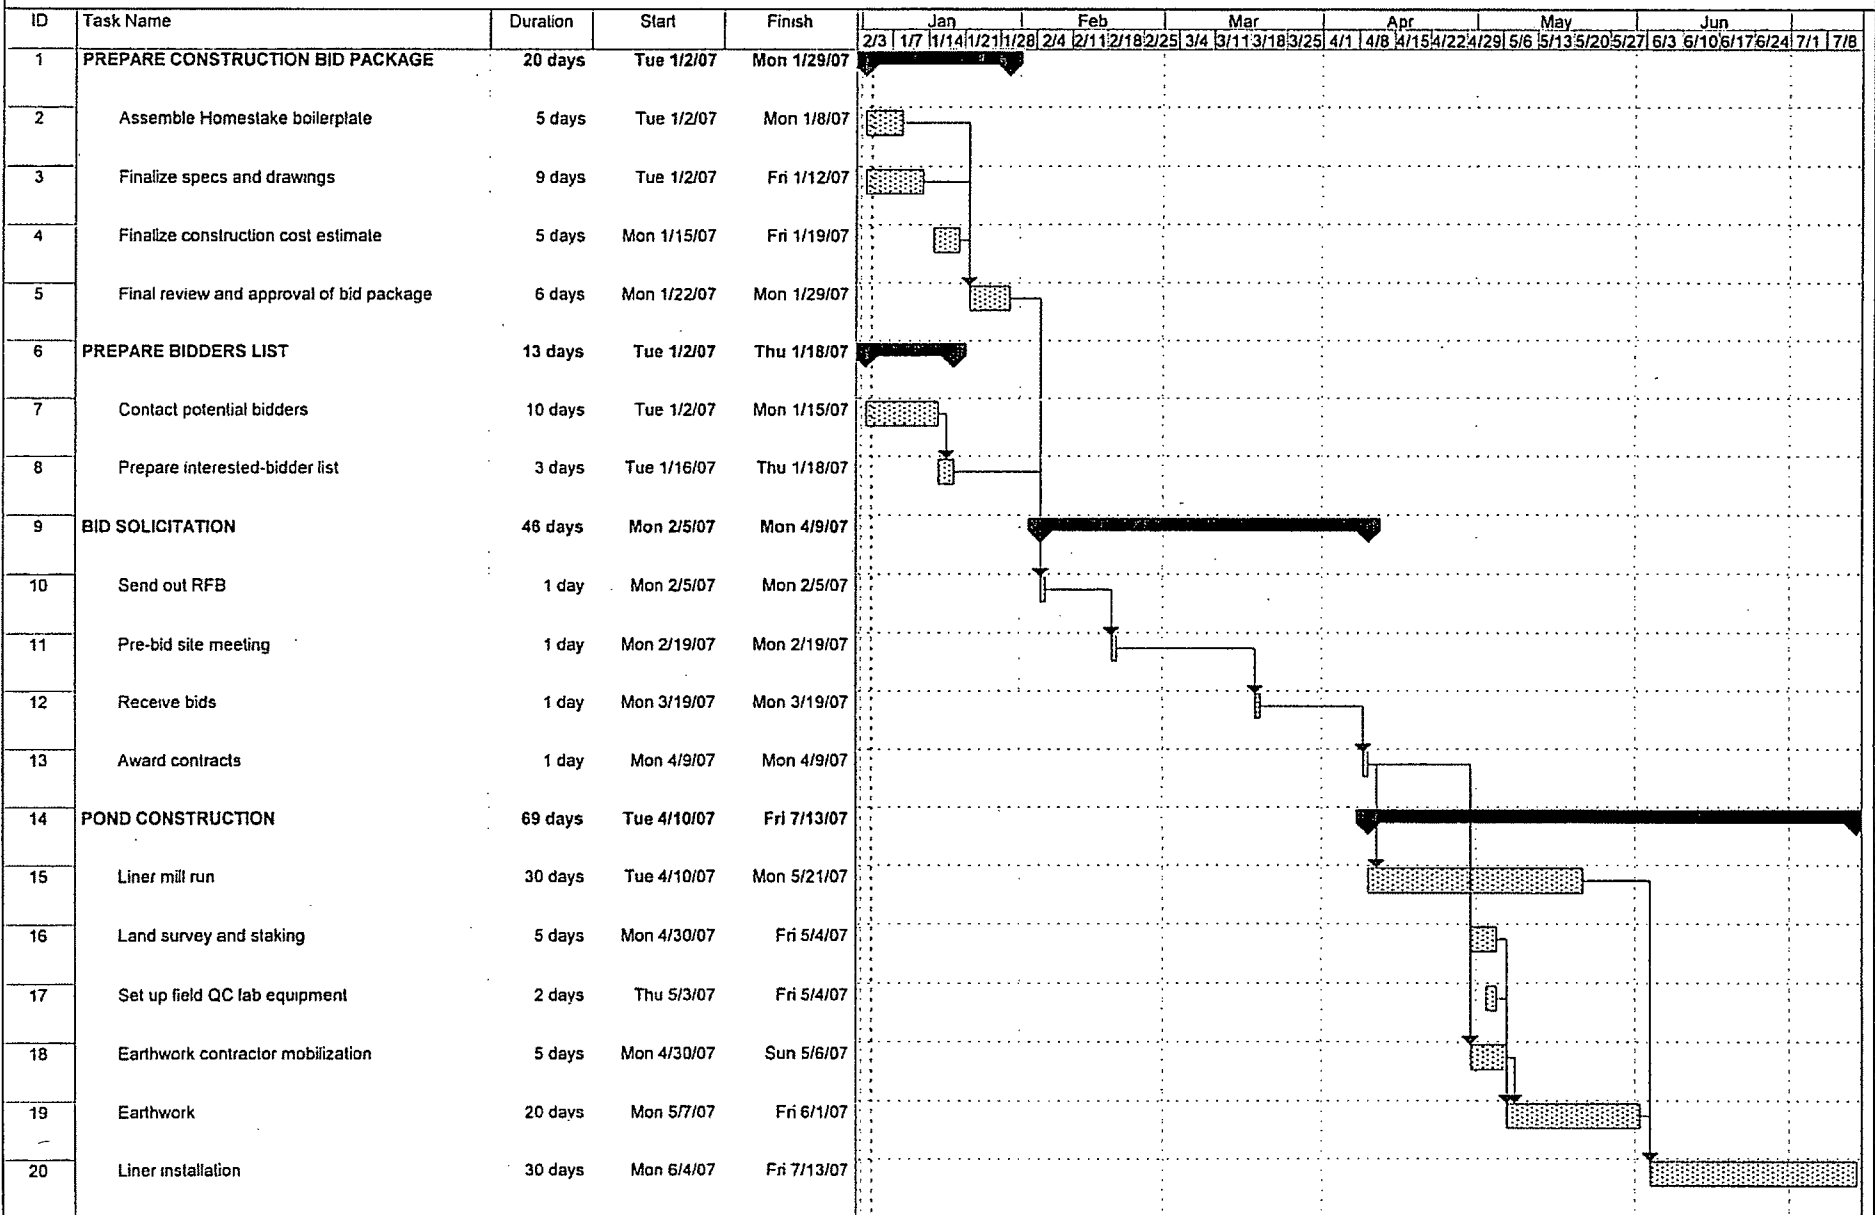 ID Task Name Duration Start Finish Jan Feb Mar Apr May Jun
2/3 1/7 1/14 1/21 1/28 2/4 2/11 2/18 2/25 3/4 3/11 3/18 3/25 4/1 4/8 4/15 4/22 4/29 5/6 5/13 5/20 5/27 6/3 6/10 6/17 6/24 7/1 7/8
1 PREPARE CONSTRUCTION BID PACKAGE 20 days Tue 1/2/07 Mon 1/29/07
2 Assemble Homestake boilerplate 5 days Tue 1/2/07 Mon 1/8/07
3 Finalize specs and drawings 9 days Tue 1/2/07 Fri 1/12/07
4 Finalize construction cost estimate 5 days Mon 1/15/07 Fri 1/19/07
5 Final review and approval of bid package 6 days Mon 1/22/07 Mon 1/29/07
6 PREPARE BIDDERS LIST 13 days Tue 1/2/07 Thu 1/18/07
7 Contact potential bidders 10 days Tue 1/2/07 Mon 1/15/07
8 Prepare interested-bidder list 3 days Tue 1/16/07 Thu 1/18/07
9 BID SOLICITATION 46 days Mon 2/5/07 Mon 4/9/07
10 Send out RFB 1 day Mon 2/5/07 Mon 2/5/07
11 Pre-bid site meeting 1 day Mon 2/19/07 Mon 2/19/07
12 Receive bids 1 day Mon 3/19/07 Mon 3/19/07
13 Award contracts 1 day Mon 4/9/07 Mon 4/9/07
14 POND CONSTRUCTION 69 days Tue 4/10/07 Fri 7/13/07
15 Liner mill run 30 days Tue 4/10/07 Mon 5/21/07
16 Land survey and staking 5 days Mon 4/30/07 Fri 5/4/07
17 Set up field QC lab equipment 2 days Thu 5/3/07 Fri 5/4/07
18 Earthwork contractor mobilization 5 days Mon 4/30/07 Sun 5/6/07
19 Earthwork 20 days Mon 5/7/07 Fri 6/1/07
20 Liner installation 30 days Mon 6/4/07 Fri 7/13/07